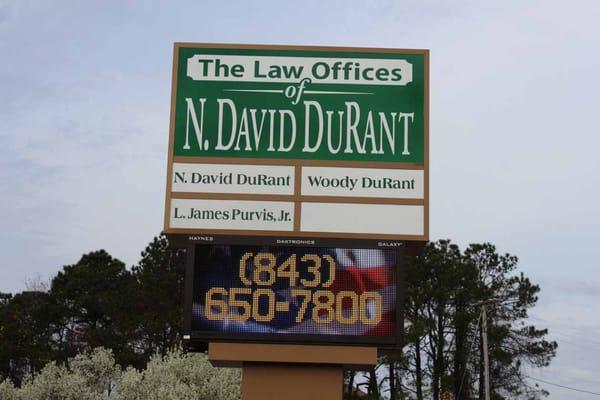 The Law Offices
of
N. David DuRant
N. David DuRant
Woody DuRant
L. James Purvis, Jr.
HAYNES DAKTRONICS GALAXY
(843)
650-7800